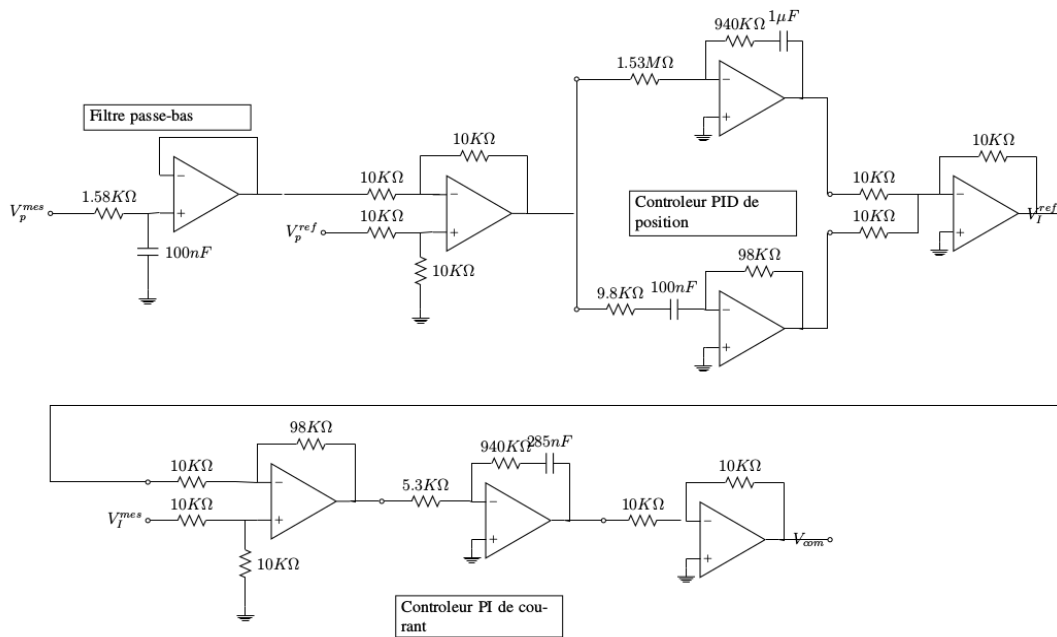 940KΩ
1μF
1.53MΩ
Filtre passe-bas
10KΩ
10KΩ
1.58KΩ
10KΩ
10KΩ
V_p^{mes}
10KΩ
Controleur PID de
position
V_p^{ref}
10KΩ
V_I^{ref}
100nF
10KΩ
98KΩ
9.8KΩ
100nF
98KΩ
940KΩ
285nF
10KΩ
10KΩ
5.3KΩ
10KΩ
10KΩ
V_I^{mes}
10KΩ
V_{com}
Controleur PI de cou-
rant